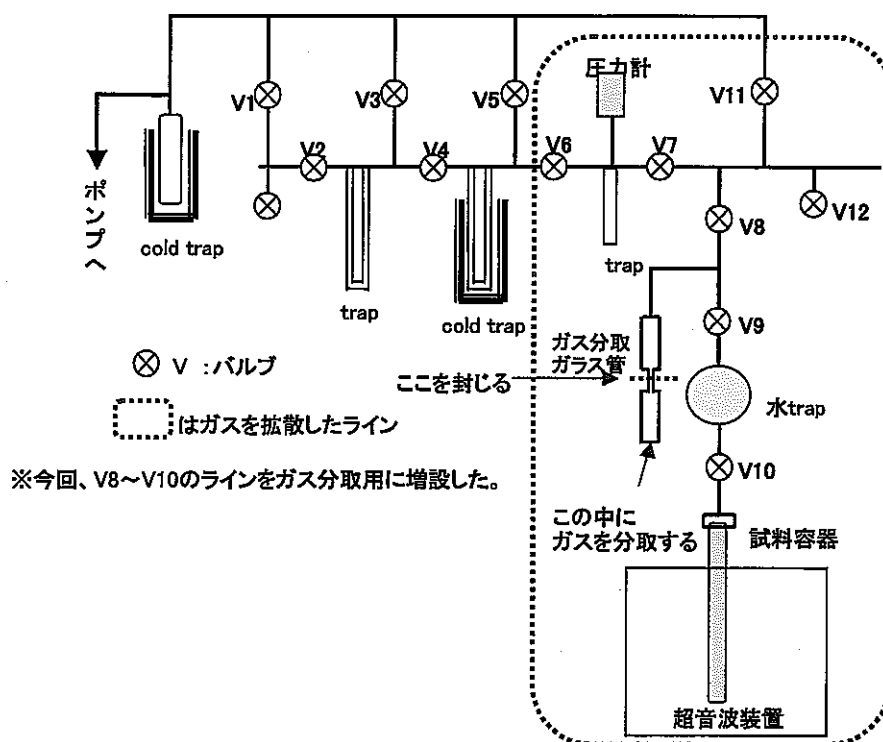 圧力計
V1
V3
V5
V11
V2
V4
V6
V7
V12
V8
ポンプへ
cold trap
trap
cold trap
trap
V9
ガス分取
ガラス管
ここを封じる
水trap
V :バルブ
はガスを拡散したライン
V10
※今回、V8~V10のラインをガス分取用に増設した。
この中に
ガスを分取する
試料容器
超音波装置